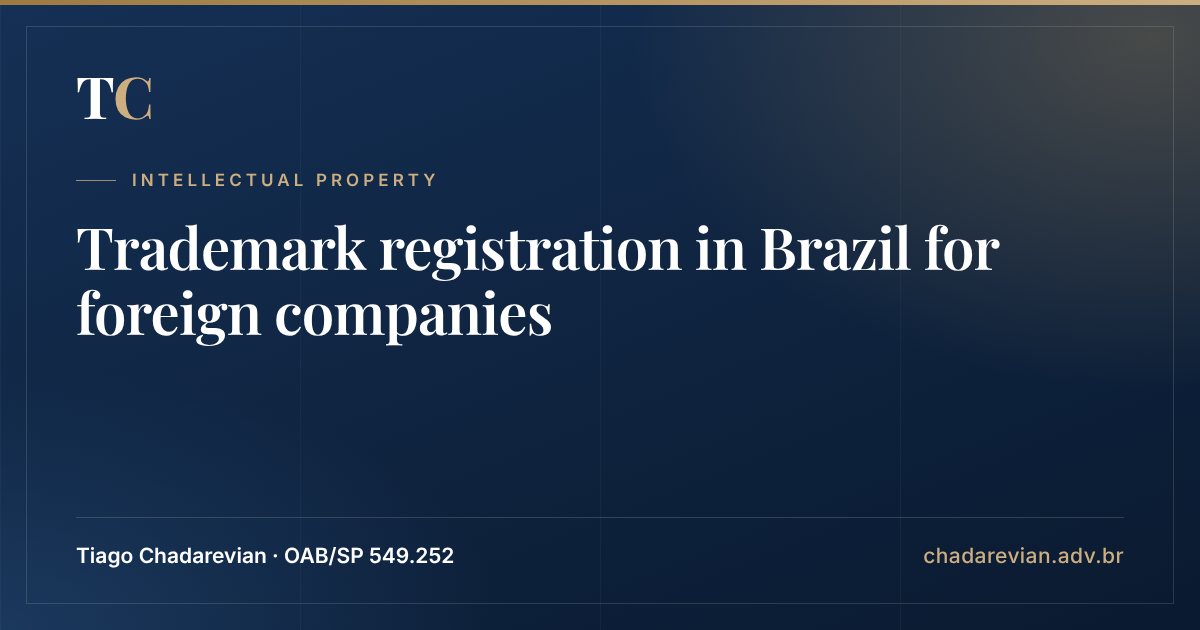 TC
INTELLECTUAL PROPERTY
Trademark registration in Brazil for
foreign companies
Tiago Chadarevian · OAB/SP 549.252
chadarevian.adv.br